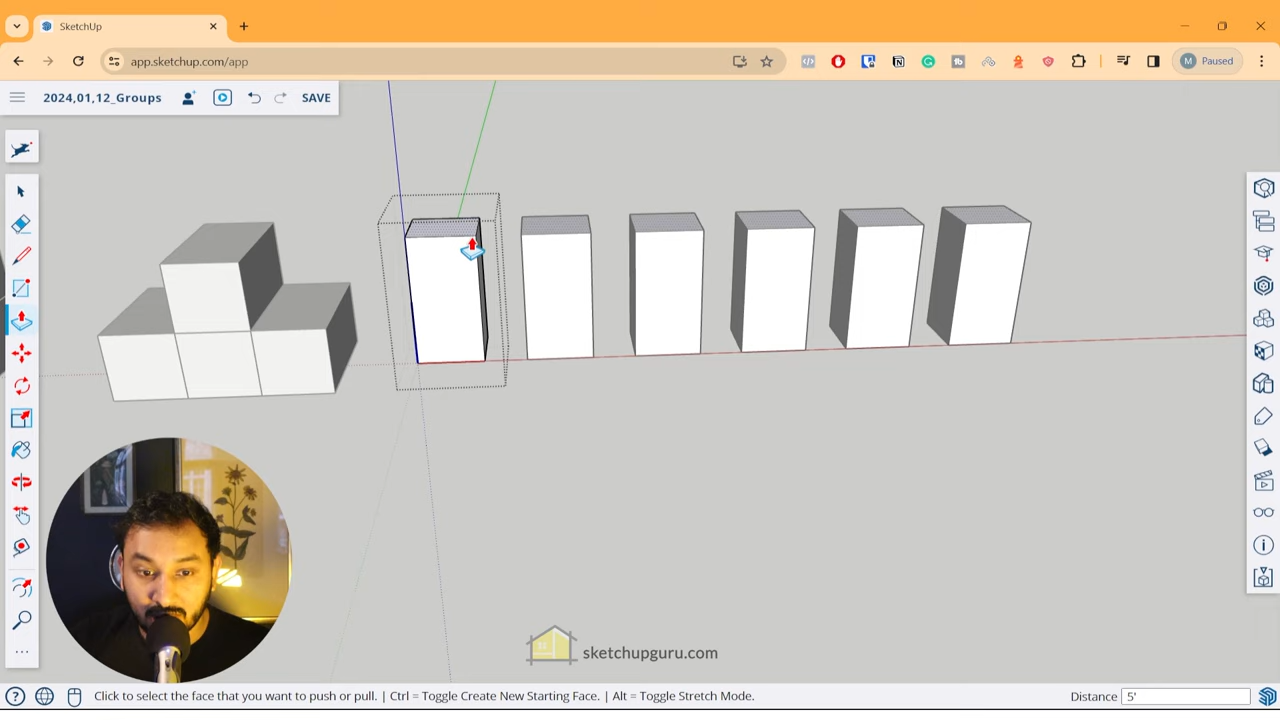 SketchUp
app.sketchup.com/app
M Paused
2024,01,12_Groups
SAVE
sketchupguru.com
Click to select the face that you want to push or pull. | Ctrl = Toggle Create New Starting Face. | Alt = Toggle Stretch Mode.
Distance 5'